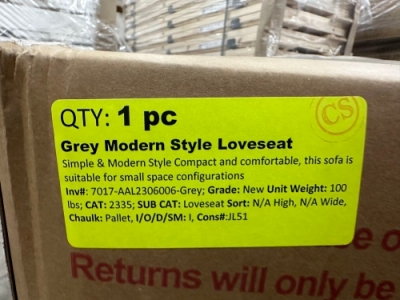 CS
QTY: 1 pc
Grey Modern Style Loveseat
Simple & Modern Style Compact and comfortable, this sofa is
suitable for small space configurations
Inv#: 7017-AAL2306006-Grey; Grade: New Unit Weight: 100
lbs; CAT: 2335; SUB CAT: Loveseat Sort: N/A High, N/A Wide,
Chaulk: Pallet, I/O/D/SM: I, Cons#:JL51
Returns will only be